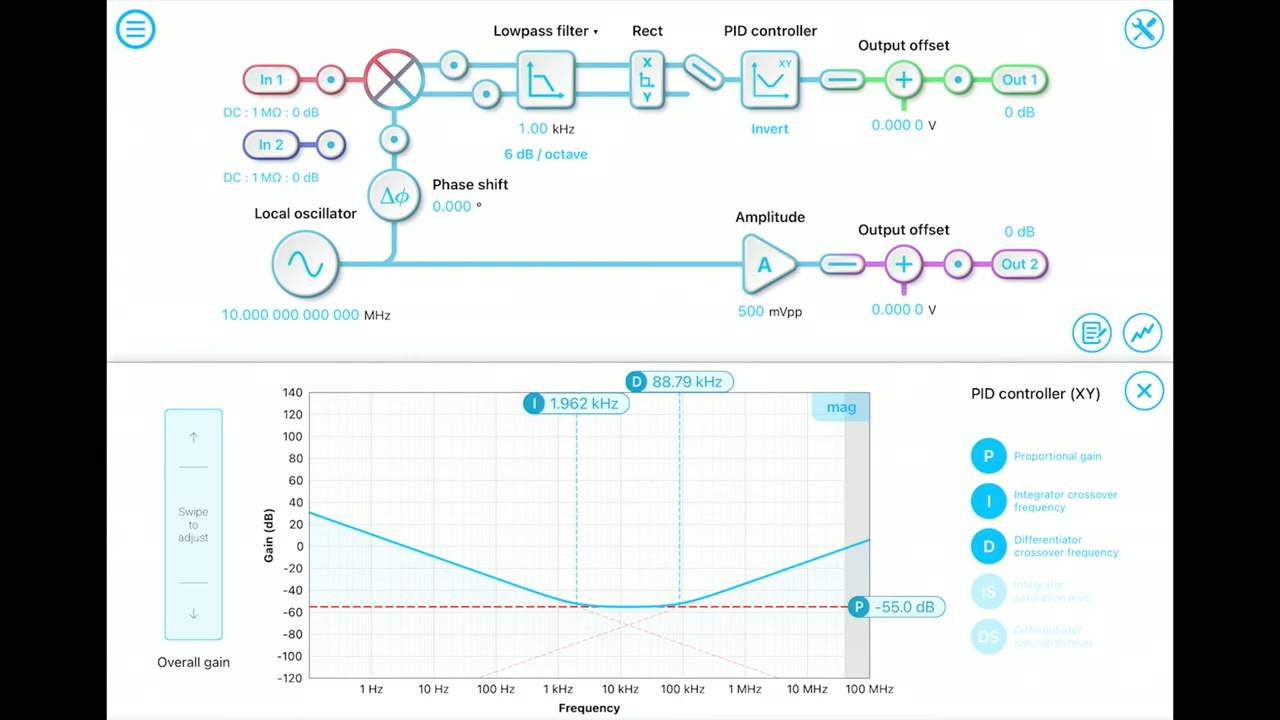 Lowpass filter ▾
Rect
PID controller
Output offset
In 1
X
Y
XY
Out 1
DC : 1 MΩ : 0 dB
0 dB
1.00 kHz
Invert
0.000 0 V
In 2
6 dB / octave
DC : 1 MΩ : 0 dB
Δϕ
Phase shift
0.000 °
Local oscillator
Amplitude
Output offset
0 dB
A
Out 2
10.000 000 000 000 MHz
500 mVpp
0.000 0 V
D 88.79 kHz
I 1.962 kHz
mag
PID controller (XY)
140
120
100
80
60
40
20
0
-20
-40
-60
-80
-100
-120
Gain (dB)
Swipe
to
adjust
Overall gain
P -55.0 dB
1 Hz
10 Hz
100 Hz
1 kHz
10 kHz
100 kHz
1 MHz
10 MHz
100 MHz
Frequency
P Proportional gain
I Integrator crossover
frequency
D Differentiator
crossover frequency
IS Integrator
saturation level
DS Differentiator
saturation level